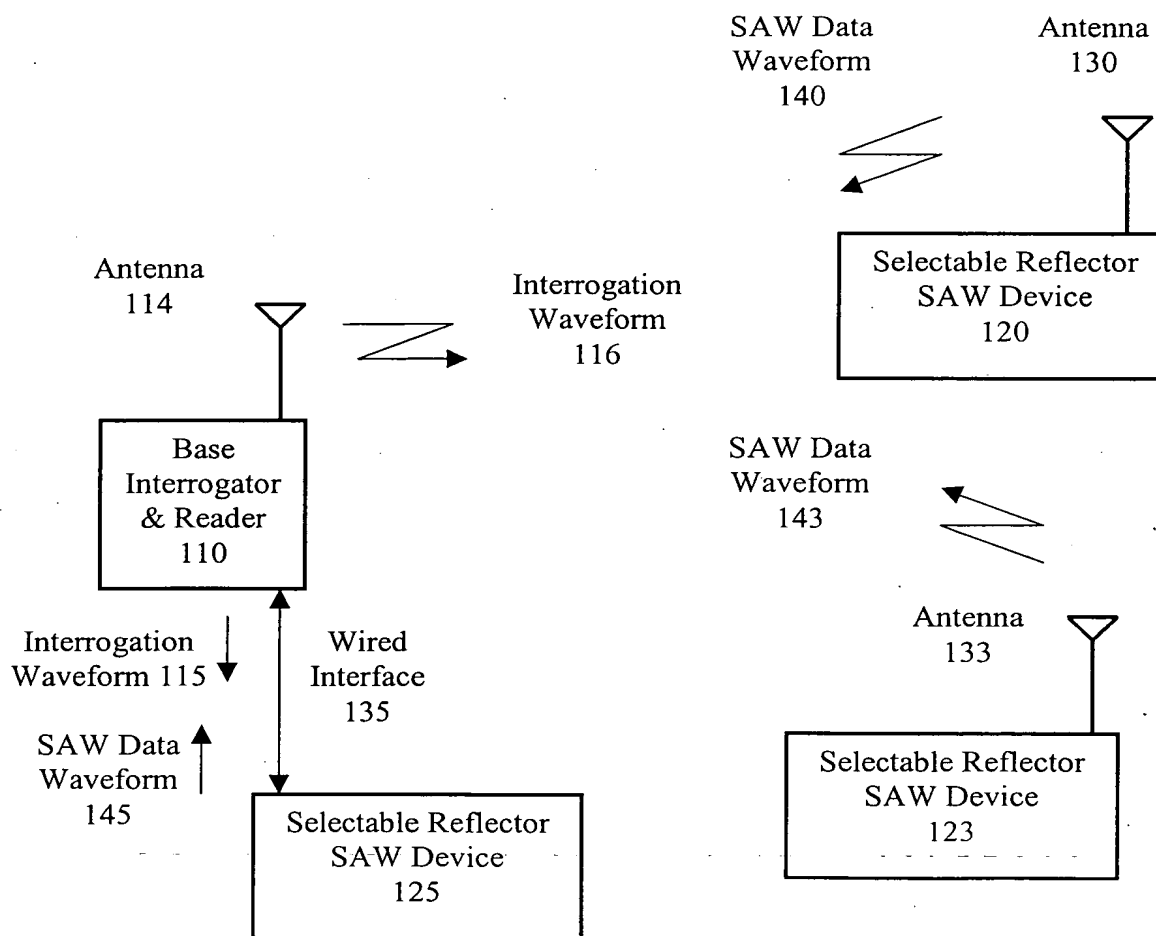 SAW Data
Waveform
140
Antenna
130
Selectable Reflector
SAW Device
120
Antenna
114
Interrogation
Waveform
116
Base
Interrogator
& Reader
110
SAW Data
Waveform
143
Antenna
133
Interrogation
Waveform 115
Wired
Interface
135
SAW Data
Waveform
145
Selectable Reflector
SAW Device
123
Selectable Reflector
SAW Device
125